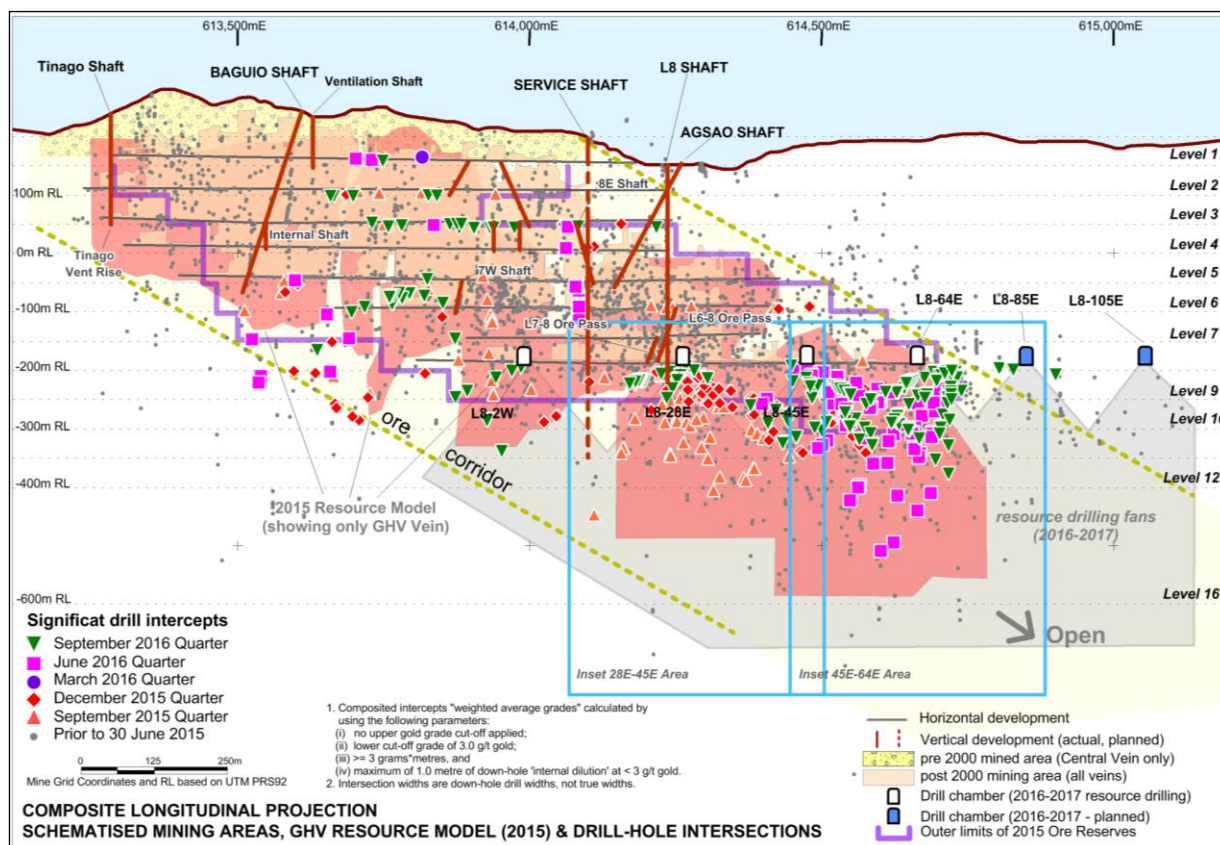 613,500mE
614,000mE
614,500mE
615,000mE
Tinago Shaft
BAGUIO SHAFT
Ventilation Shaft
SERVICE SHAFT
L8 SHAFT
AGSAO SHAFT
Level 1
100m RL
8E Shaft
Level 2
Level 3
Internal Shaft
0m RL
Level 4
Tinago
Vent Rise
7W Shaft
Level 5
-100m RL
L8-64E
L8-85E
L8-105E
Level 6
L7-8 Ore Pass
L6-8 Ore Pass
Level 7
-200m RL
Level 9
L8-2W
L8-28E
L8-45E
Level 10
-300m RL
ore
corridor
-400m RL
Level 12
2015 Resource Model
(showing only GHV Vein)
resource drilling fans
(2016-2017)
-600m RL
Level 16
Open
Significat drill intercepts
September 2016 Quarter
June 2016 Quarter
March 2016 Quarter
December 2015 Quarter
September 2015 Quarter
Prior to 30 June 2015
0 125 250m
Mine Grid Coordinates and RL based on UTM PRS92
Inset 28E-45E Area
Inset 45E-64E Area
1. Composited intercepts "weighted average grades" calculated by
using the following parameters:
(i) no upper gold grade cut-off applied;
(ii) lower cut-off grade of 3.0 g/t gold;
(iii) >= 3 grams*metres, and
(iv) maximum of 1.0 metre of down-hole 'internal dilution' at < 3 g/t gold.
2. Intersection widths are down-hole drill widths, not true widths.
Horizontal development
Vertical development (actual, planned)
pre 2000 mined area (Central Vein only)
post 2000 mining area (all veins)
Drill chamber (2016-2017 resource drilling)
Drill chamber (2016-2017 - planned)
Outer limits of 2015 Ore Reserves
COMPOSITE LONGITUDINAL PROJECTION
SCHEMATISED MINING AREAS, GHV RESOURCE MODEL (2015) & DRILL-HOLE INTERSECTIONS